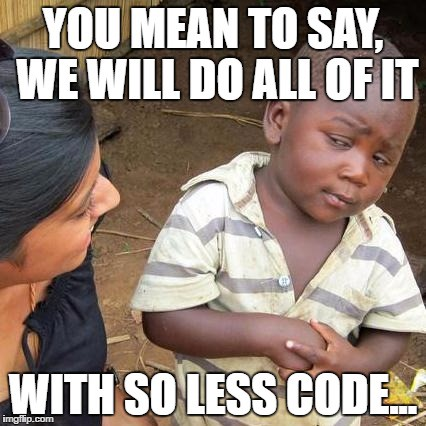 YOU MEAN TO SAY,
WE WILL DO ALL OF IT
WITH SO LESS CODE...
imgflip.com